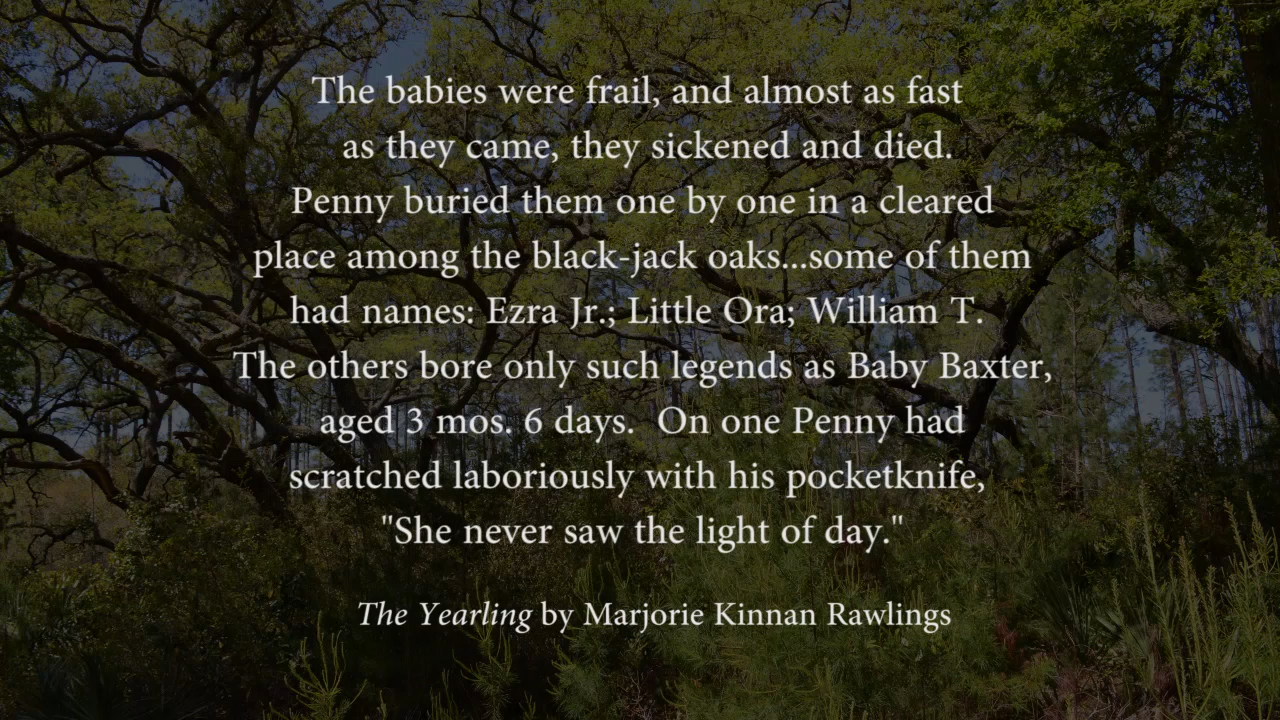 The babies were frail, and almost as fast
as they came, they sickened and died.
Penny buried them one by one in a cleared
place among the black-jack oaks...some of them
had names: Ezra Jr.; Little Ora; William T.
The others bore only such legends as Baby Baxter,
aged 3 mos. 6 days.  On one Penny had
scratched laboriously with his pocketknife,
"She never saw the light of day."
The Yearling by Marjorie Kinnan Rawlings